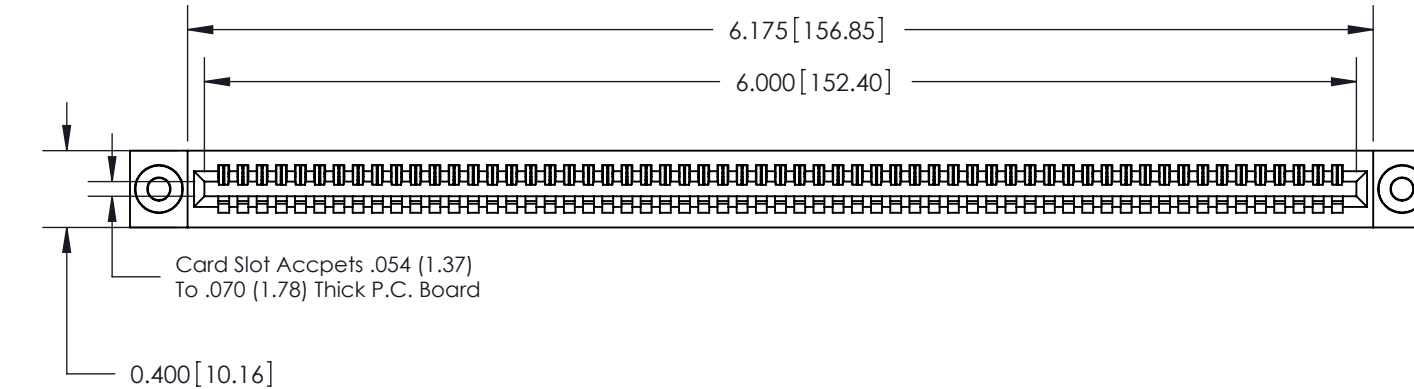 6.175[156.85]
6.000[152.40]
Card Slot Accpets .054 (1.37)
To .070 (1.78) Thick P.C. Board
0.400[10.16]